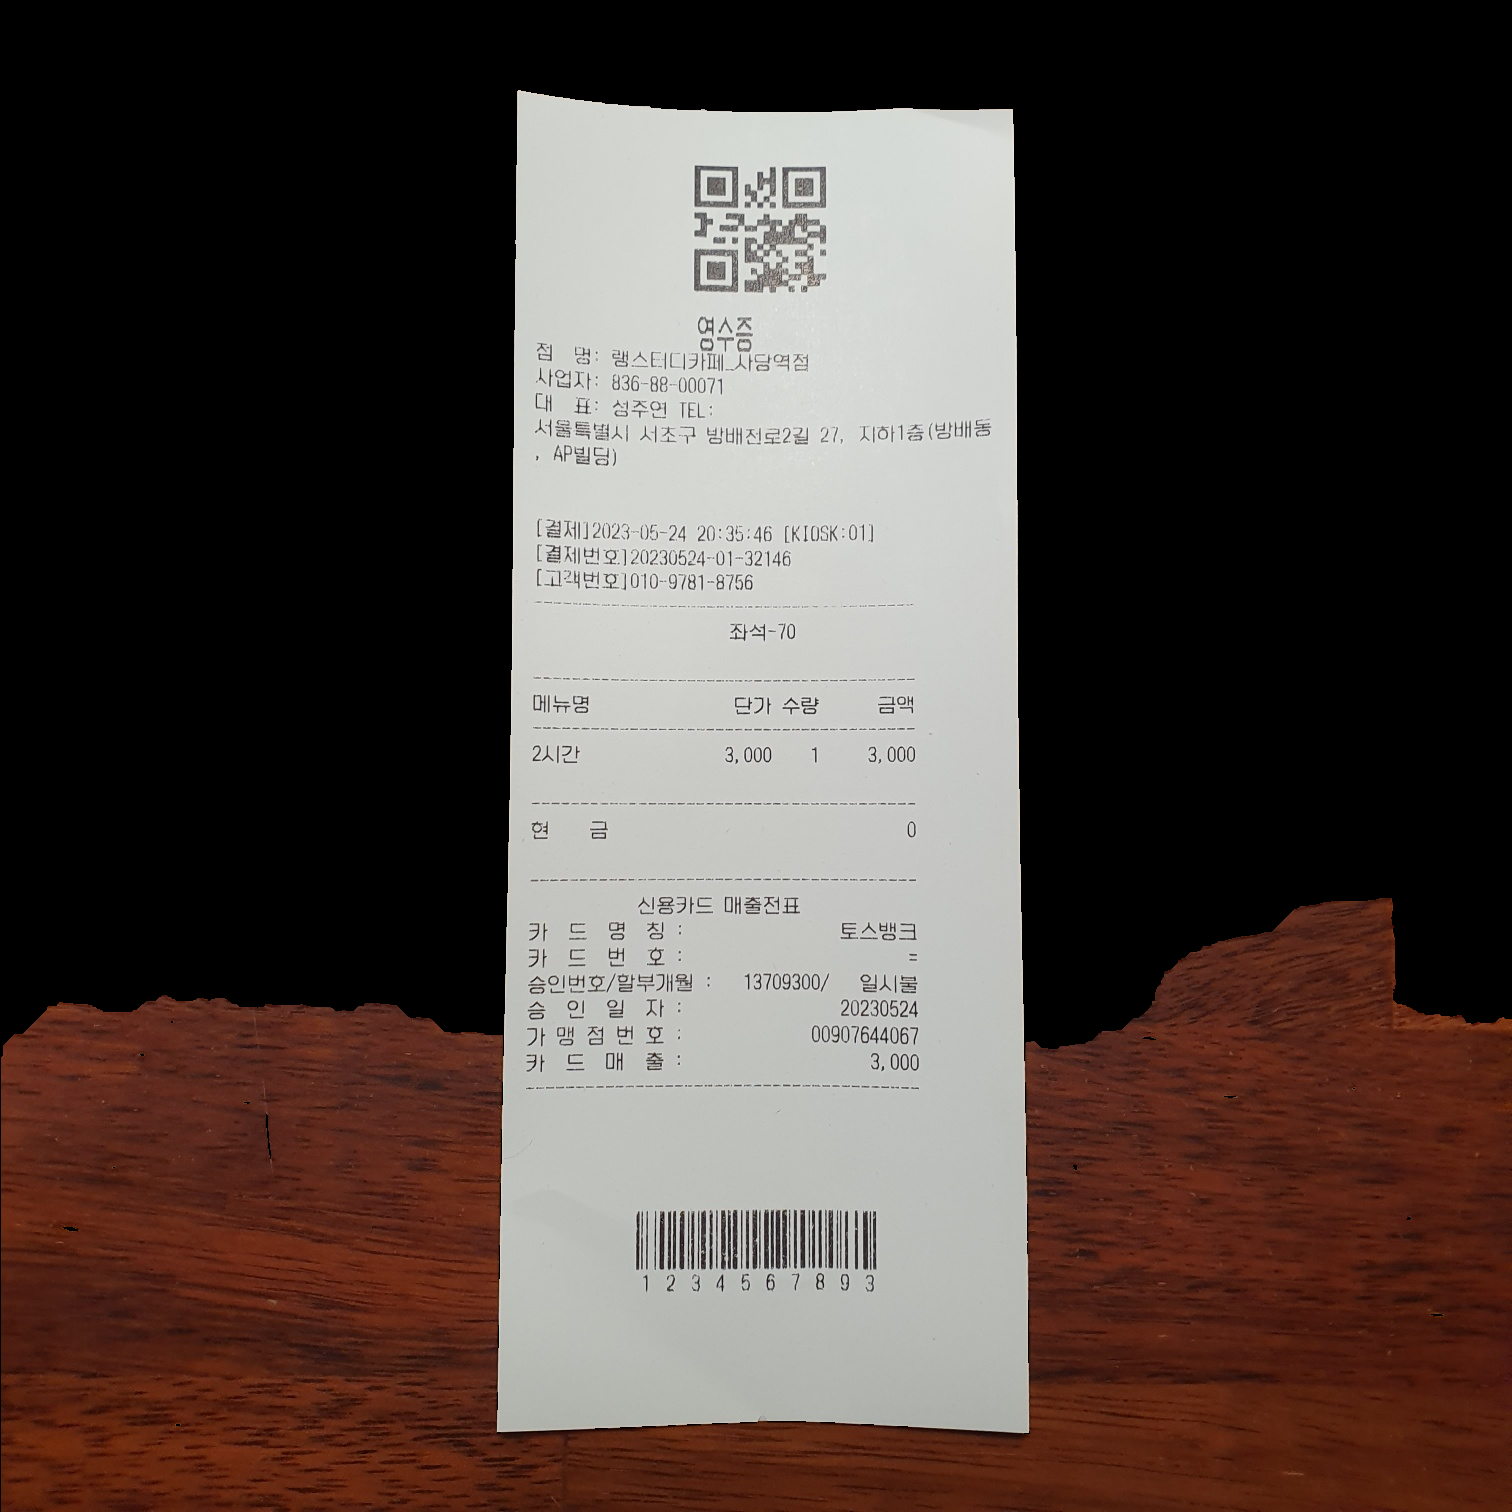 영수증
점 명: 랭스터디카페_사당역점
사업자: 836-88-00071
대 표: 성주연 TEL:
서울특별시 서초구 방배천로2길 27, 지하1층(방배동
, AP빌딩)
[결제]2023-05-24 20:35:46 [KIOSK:01]
[결제번호]20230524-01-32146
[고객번호]010-9781-8756
좌석-70
메뉴명 단가 수량 금액
2시간 3,000 1 3,000
현 금 0
신용카드 매출전표
카 드 명 칭 : 토스뱅크
카 드 번 호 : =
승인번호/할부개월 : 13709300/ 일시불
승 인 일 자 : 20230524
가 맹 점 번 호 : 00907644067
카 드 매 출 : 3,000
1 2 3 4 5 6 7 8 9 3